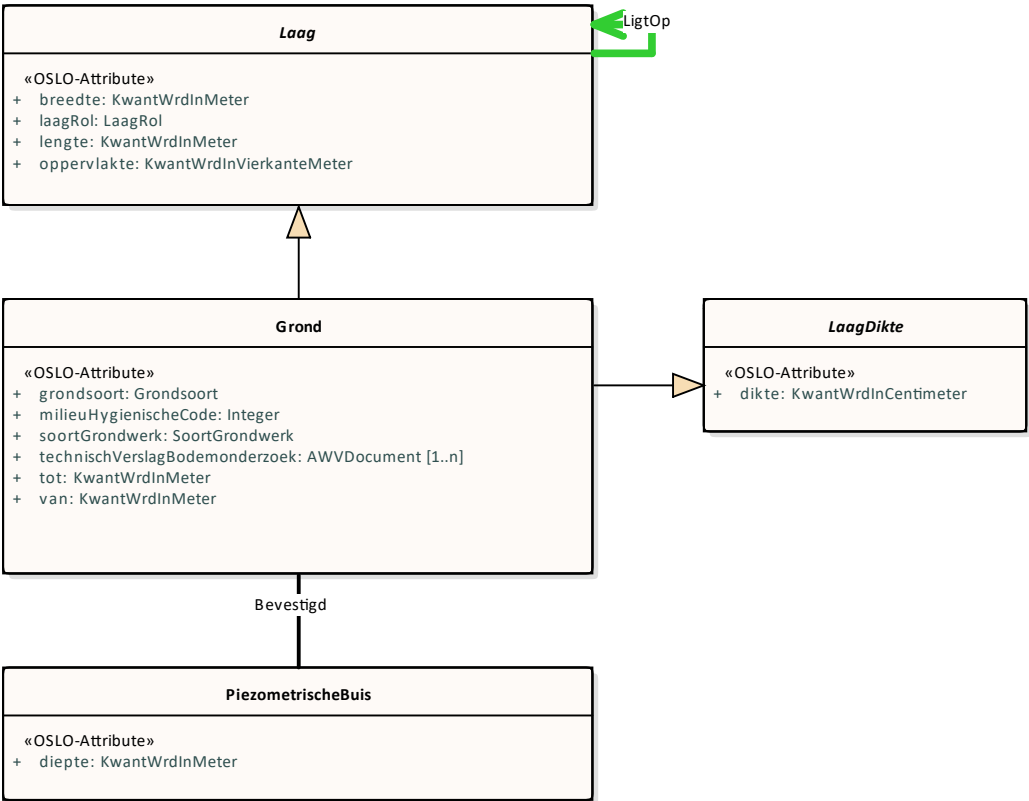 Laag
LigtOp
«OSLO-Attribute»
+ breedte: KwantWrdInMeter
+ laagRol: LaagRol
+ lengte: KwantWrdInMeter
+ oppervlakte: KwantWrdInVierkanteMeter
Grond
«OSLO-Attribute»
+ grondsoort: Grondsoort
+ milieuHygienischeCode: Integer
+ soortGrondwerk: SoortGrondwerk
+ technischVerslagBodemonderzoek: AWVDocument [1..n]
+ tot: KwantWrdInMeter
+ van: KwantWrdInMeter
LaagDikte
«OSLO-Attribute»
+ dikte: KwantWrdInCentimeter
Bevestigd
PiezometrischeBuis
«OSLO-Attribute»
+ diepte: KwantWrdInMeter